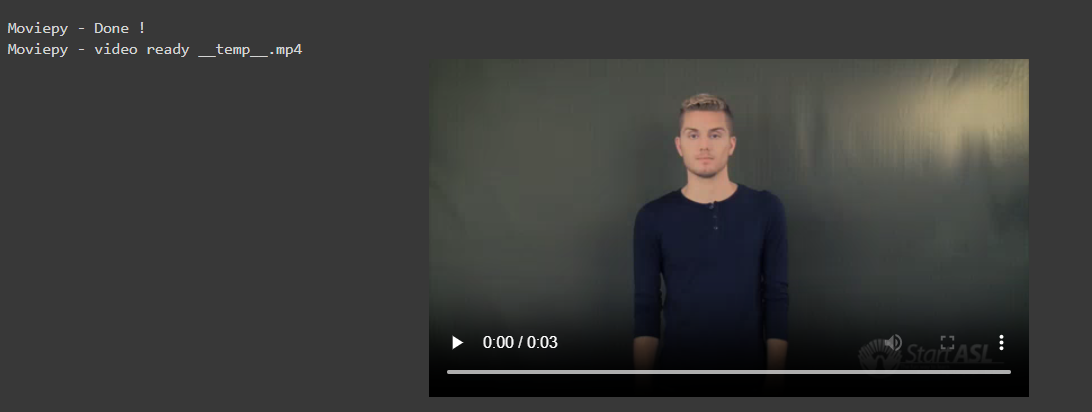 Moviepy - Done !
Moviepy - video ready __temp__.mp4
0:00 / 0:03
StartASL